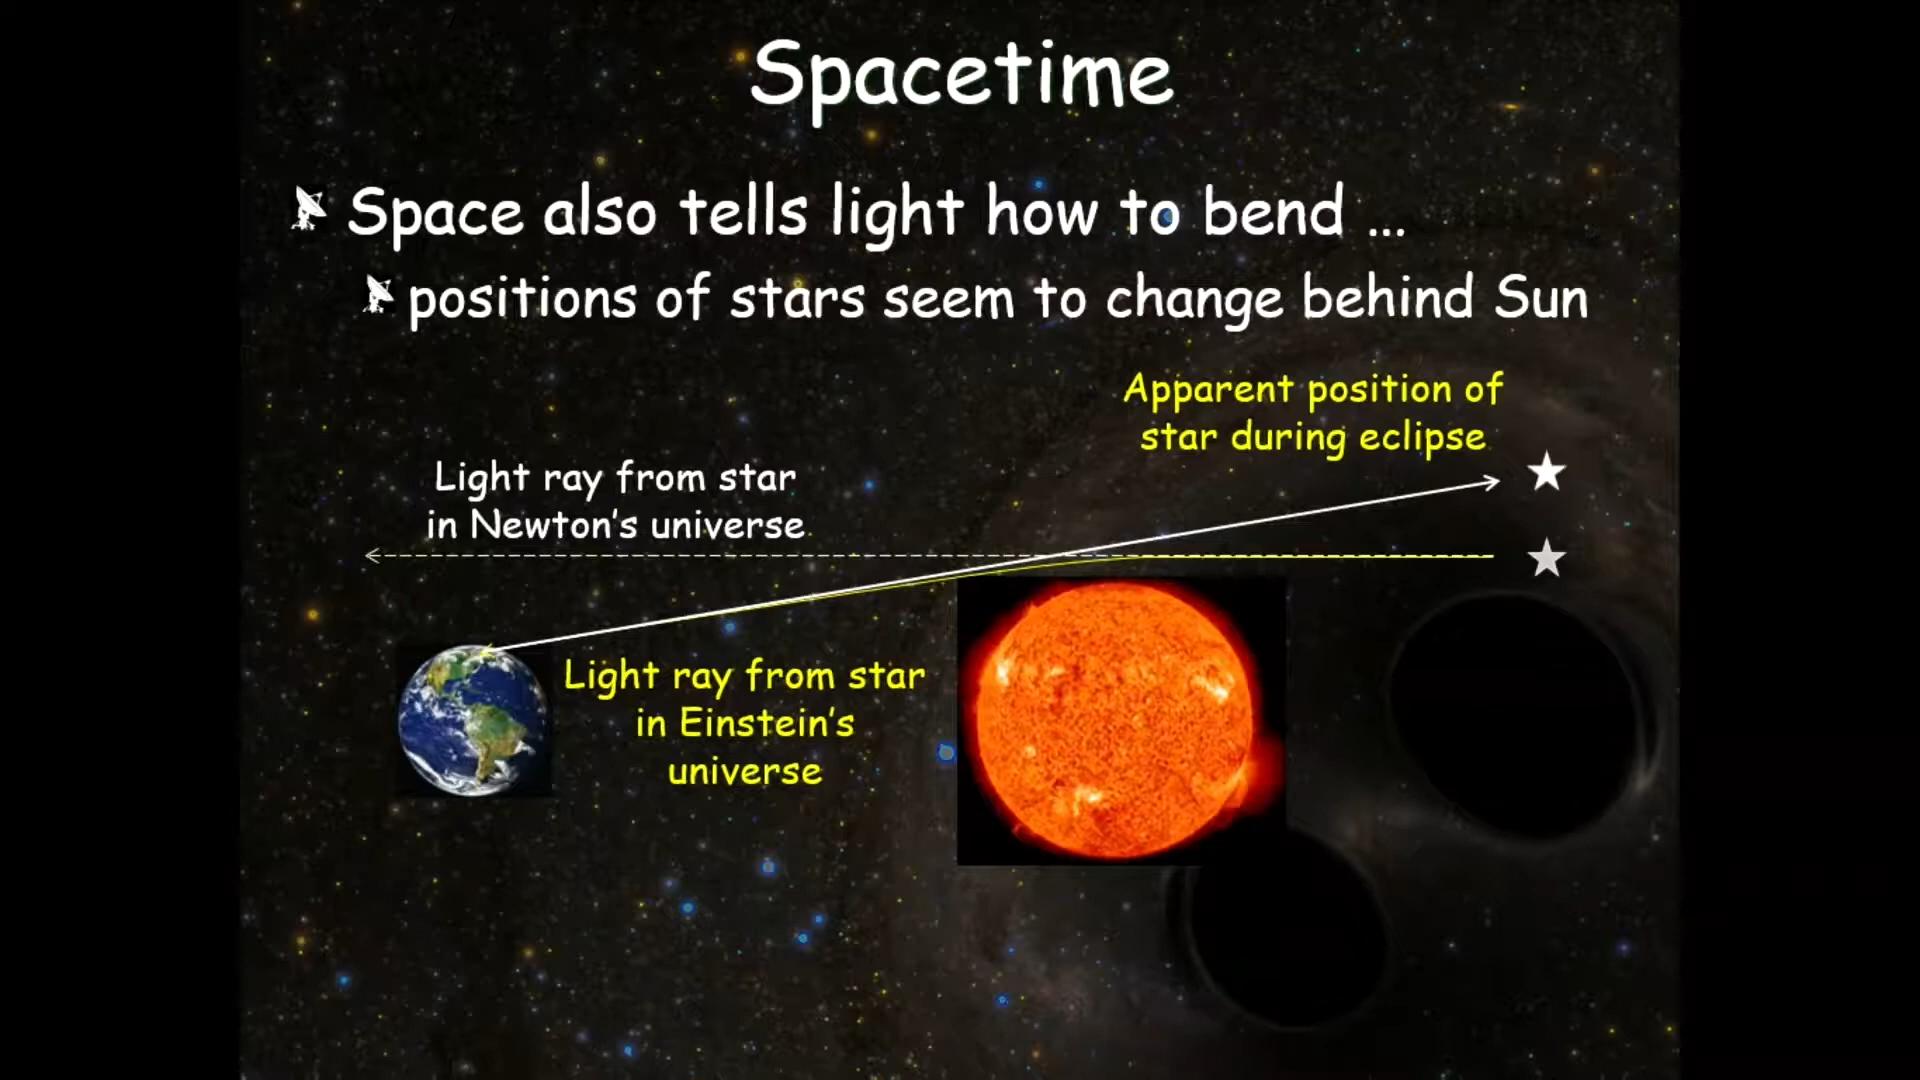 Spacetime
Space also tells light how to bend ...
positions of stars seem to change behind Sun
Apparent position of
star during eclipse
Light ray from star
in Newton's universe
Light ray from star
in Einstein's
universe